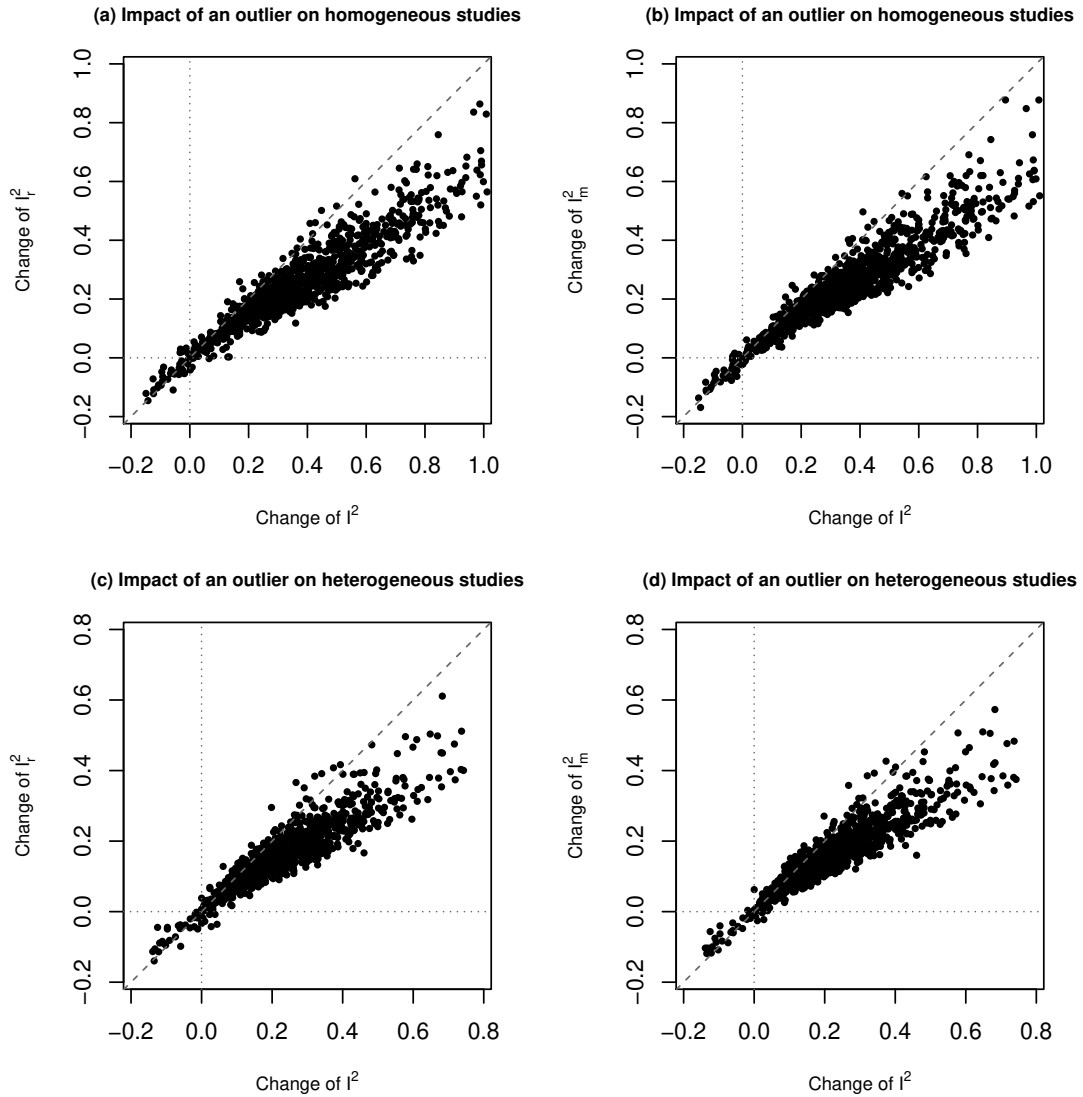 (a) Impact of an outlier on homogeneous studies
1.0
0.8
0.6
0.4
0.2
0.0
−0.2
Change of I_r^2
−0.2 0.0 0.2 0.4 0.6 0.8 1.0
Change of I^2
(b) Impact of an outlier on homogeneous studies
1.0
0.8
0.6
0.4
0.2
0.0
−0.2
Change of I_m^2
−0.2 0.0 0.2 0.4 0.6 0.8 1.0
Change of I^2
(c) Impact of an outlier on heterogeneous studies
0.8
0.6
0.4
0.2
0.0
−0.2
Change of I_r^2
−0.2 0.0 0.2 0.4 0.6 0.8
Change of I^2
(d) Impact of an outlier on heterogeneous studies
0.8
0.6
0.4
0.2
0.0
−0.2
Change of I_m^2
−0.2 0.0 0.2 0.4 0.6 0.8
Change of I^2